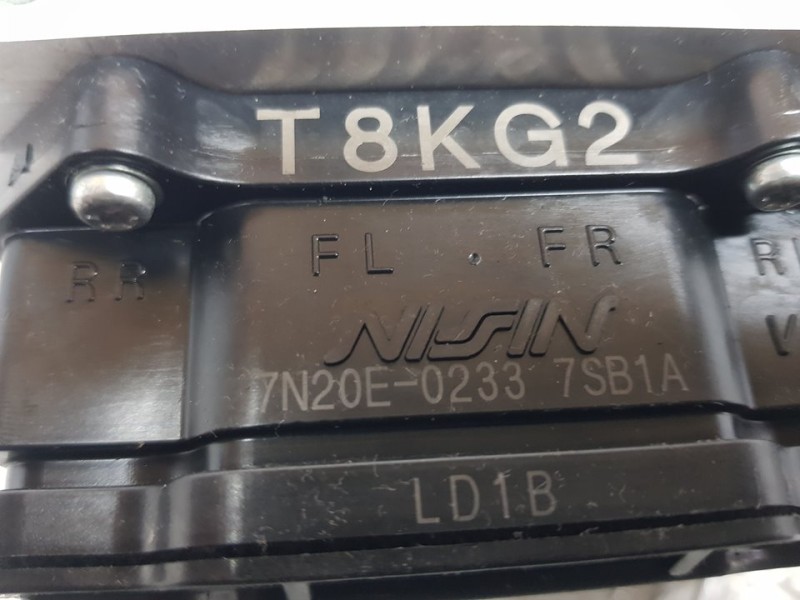 T8KG2
RR FL . FR
NISSIN
7N20E-0233 7SB1A
LD1B